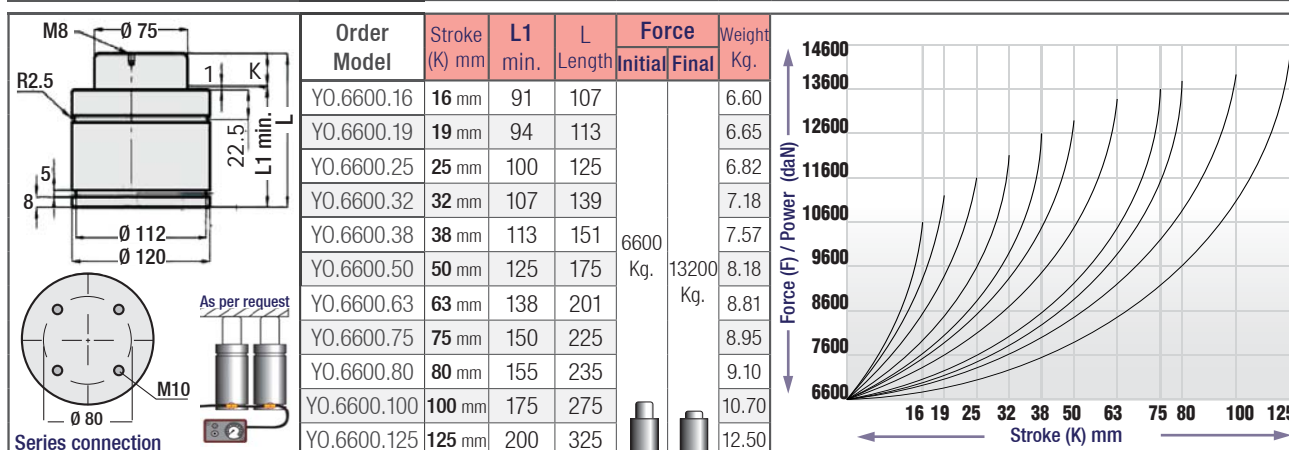 M8
Ø 75
1
K
R2.5
22.5
L1 min.
L
5
8
Ø 112
Ø 120
As per request
M10
Ø 80
Series connection
Order Model Stroke (K) mm L1 min. L Length Force Initial Final Weight Kg.
Y0.6600.16 16 mm 91 107 6.60
Y0.6600.19 19 mm 94 113 6.65
Y0.6600.25 25 mm 100 125 6.82
Y0.6600.32 32 mm 107 139 7.18
Y0.6600.38 38 mm 113 151 7.57
6600 Kg.
Y0.6600.50 50 mm 125 175 8.18
13200 Kg.
Y0.6600.63 63 mm 138 201 8.81
Y0.6600.75 75 mm 150 225 8.95
Y0.6600.80 80 mm 155 235 9.10
Y0.6600.100 100 mm 175 275 10.70
Y0.6600.125 125 mm 200 325 12.50
Force (F) / Power (daN)
14600
13600
12600
11600
10600
9600
8600
7600
6600
16 19 25 32 38 50 63 75 80 100 125
Stroke (K) mm